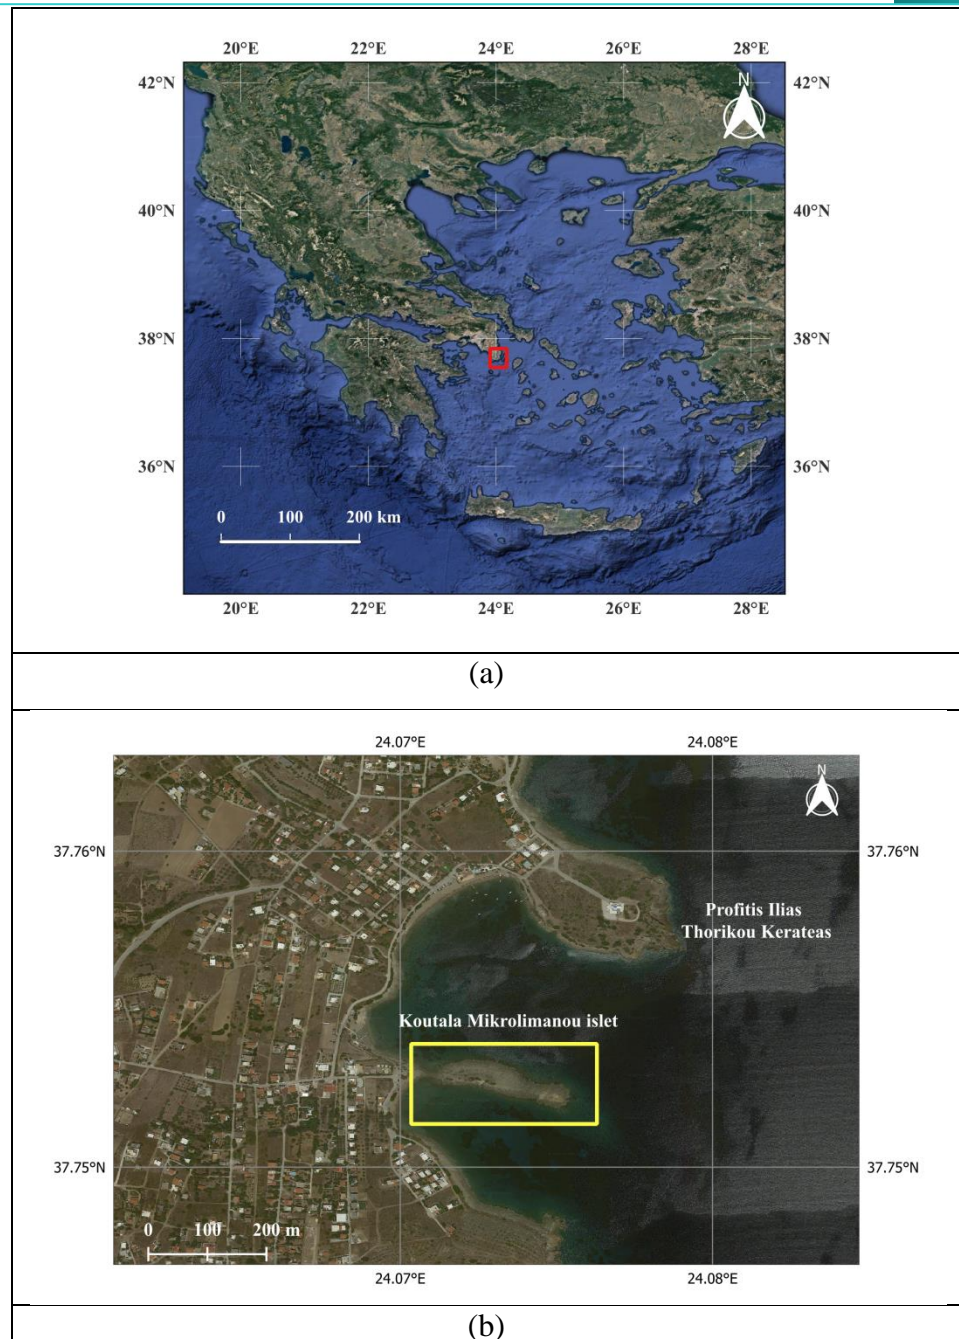 20°E 22°E 24°E 26°E 28°E
42°N 42°N
N
40°N 40°N
38°N 38°N
36°N 36°N
0 100 200 km
20°E 22°E 24°E 26°E 28°E
(a)
24.07°E 24.08°E
N
37.76°N 37.76°N
Profitis Ilias
Thorikou Kerateas
Koutala Mikrolimanou islet
37.75°N 37.75°N
0 100 200 m
24.07°E 24.08°E
(b)